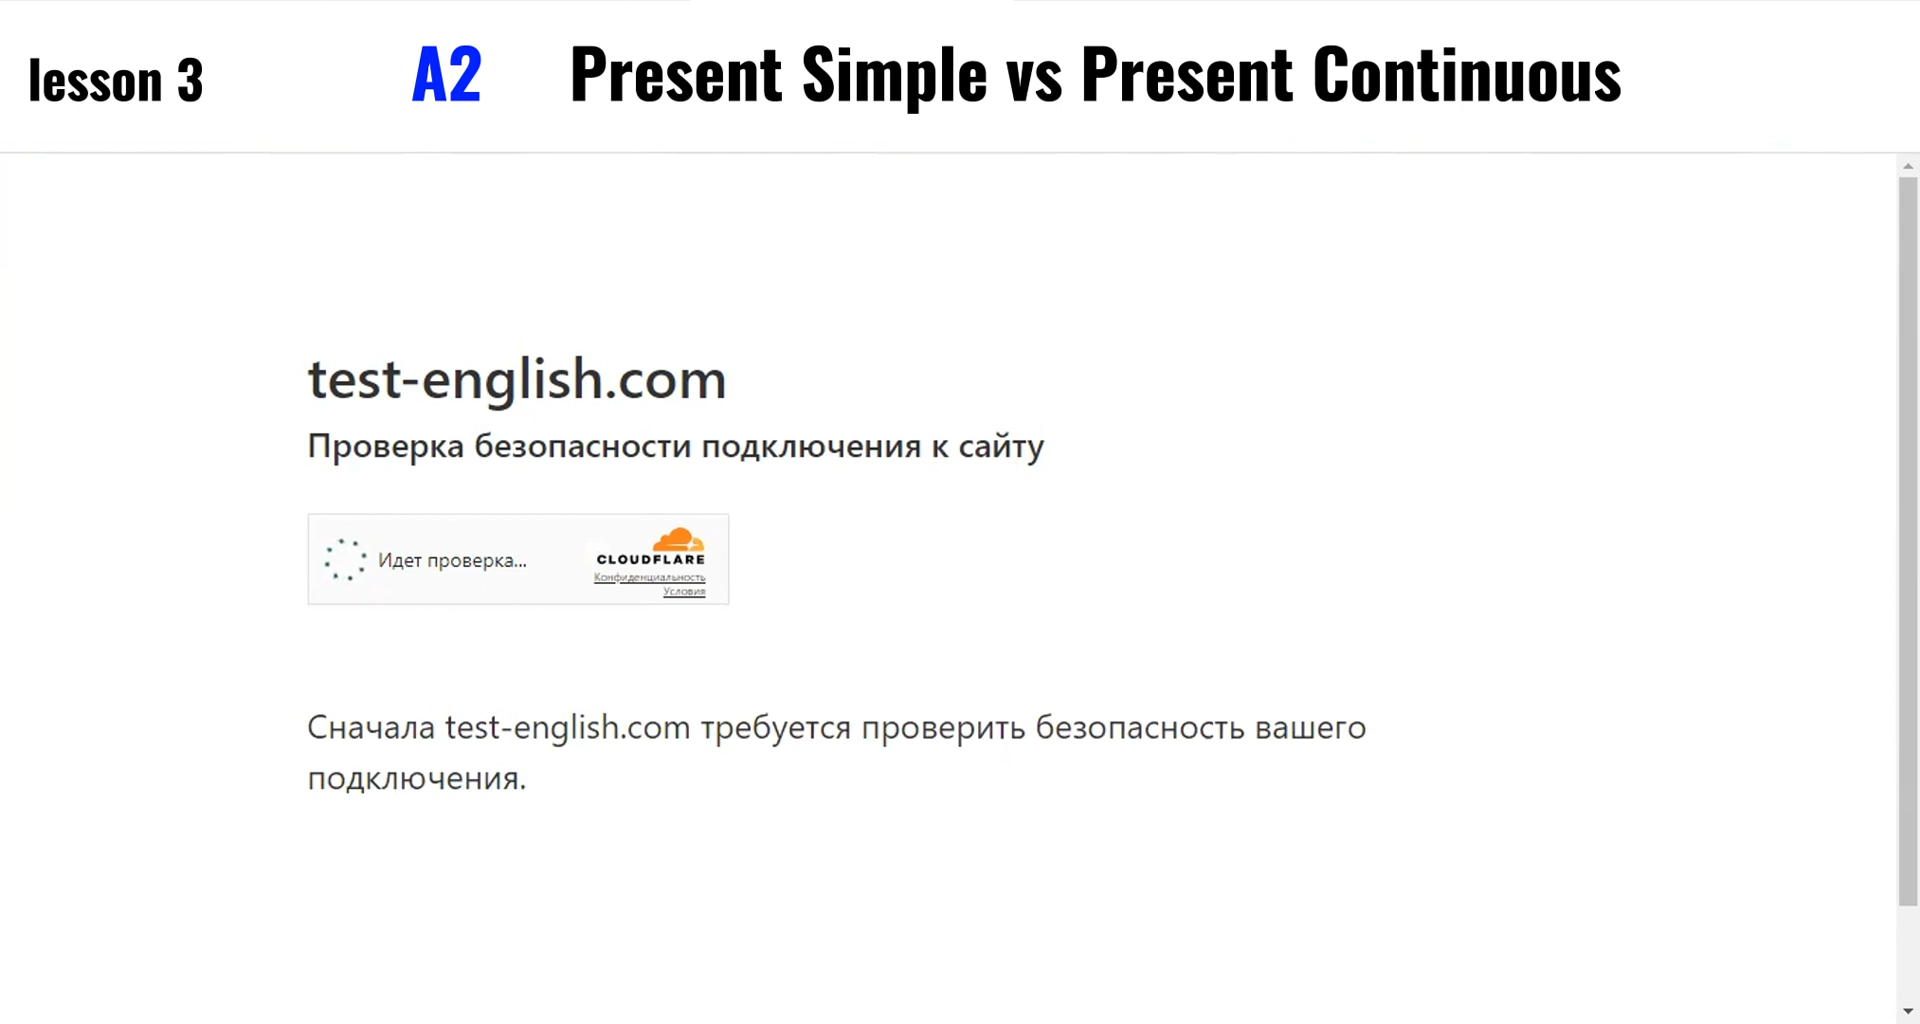 lesson 3 A2 Present Simple vs Present Continuous
test-english.com
Проверка безопасности подключения к сайту
Идет проверка...
CLOUDFLARE
Конфиденциальность
Условия
Сначала test-english.com требуется проверить безопасность вашего
подключения.